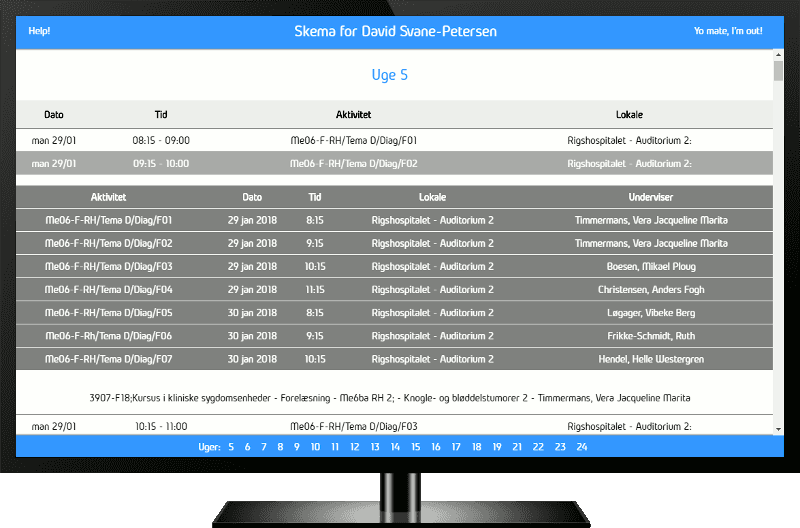 Help! Skema for David Svane-Petersen Yo mate, I'm out!
Uge 5
Dato Tid Aktivitet Lokale
man 29/01 08:15 - 09:00 Me06-F-RH/Tema D/Diag/F01 Rigshospitalet - Auditorium 2:
man 29/01 09:15 - 10:00 Me06-F-RH/Tema D/Diag/F02 Rigshospitalet - Auditorium 2:
Aktivitet Dato Tid Lokale Underviser
Me06-F-RH/Tema D/Diag/F01 29 jan 2018 8:15 Rigshospitalet - Auditorium 2 Timmermans, Vera Jacqueline Marita
Me06-F-RH/Tema D/Diag/F02 29 jan 2018 9:15 Rigshospitalet - Auditorium 2 Timmermans, Vera Jacqueline Marita
Me06-F-RH/Tema D/Diag/F03 29 jan 2018 10:15 Rigshospitalet - Auditorium 2 Boesen, Mikael Ploug
Me06-F-RH/Tema D/Diag/F04 29 jan 2018 11:15 Rigshospitalet - Auditorium 2 Christensen, Anders Fogh
Me06-F-RH/Tema D/Diag/F05 30 jan 2018 8:15 Rigshospitalet - Auditorium 2 Løgager, Vibeke Berg
Me06-F-Rh/Tema D/Diag/F06 30 jan 2018 9:15 Rigshospitalet - Auditorium 2 Frikke-Schmidt, Ruth
Me06-F-RH/Tema D/Diag/F07 30 jan 2018 10:15 Rigshospitalet - Auditorium 2 Hendel, Helle Westergren
3907-F18;Kursus i kliniske sygdomsenheder - Forelæsning - Me6ba RH 2; - Knogle- og bløddelstumorer 2 - Timmermans, Vera Jacqueline Marita
man 29/01 10:15 - 11:00 Me06-F-RH/Tema D/Diag/F03 Rigshospitalet - Auditorium 2:
Uger: 5 6 7 8 9 10 11 12 13 14 15 16 17 18 19 21 22 23 24